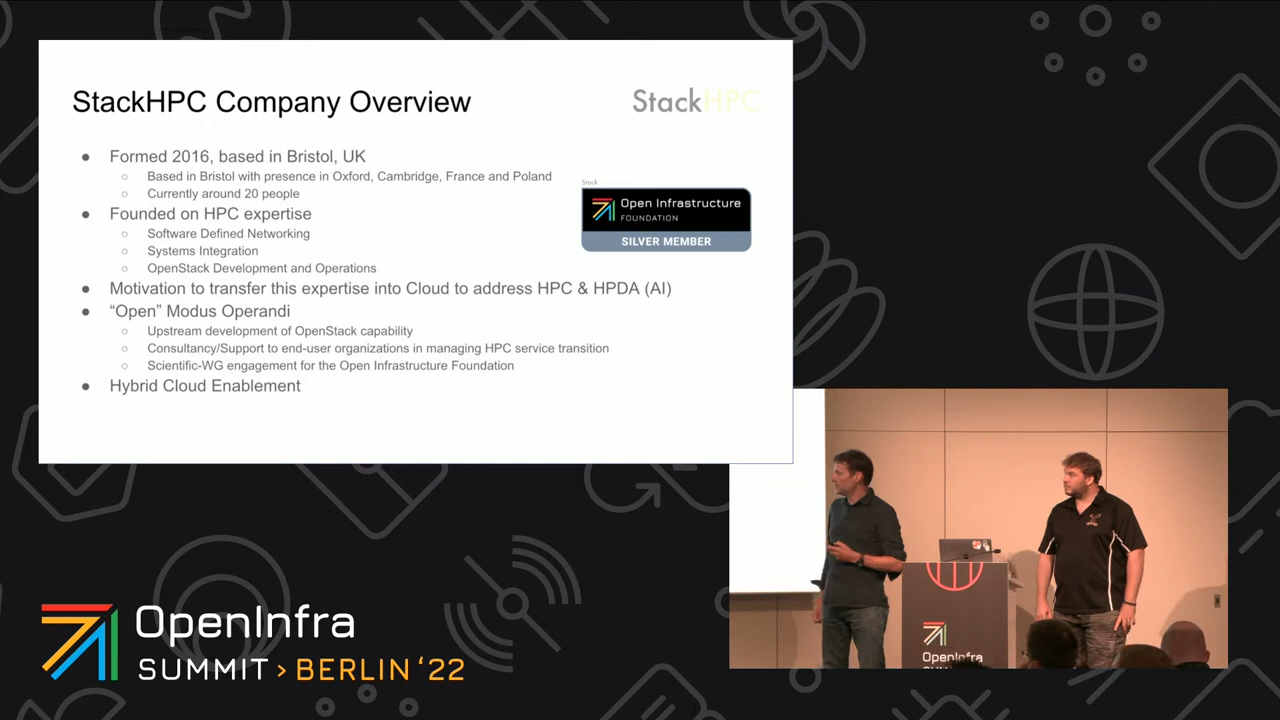 StackHPC Company Overview
StackHPC
Formed 2016, based in Bristol, UK
Based in Bristol with presence in Oxford, Cambridge, France and Poland
Currently around 20 people
Stack
Open Infrastructure
FOUNDATION
SILVER MEMBER
Founded on HPC expertise
Software Defined Networking
Systems Integration
OpenStack Development and Operations
Motivation to transfer this expertise into Cloud to address HPC & HPDA (AI)
“Open” Modus Operandi
Upstream development of OpenStack capability
Consultancy/Support to end-user organizations in managing HPC service transition
Scientific-WG engagement for the Open Infrastructure Foundation
Hybrid Cloud Enablement
OpenInfra
SUMMIT > BERLIN ‘22
OpenInfra